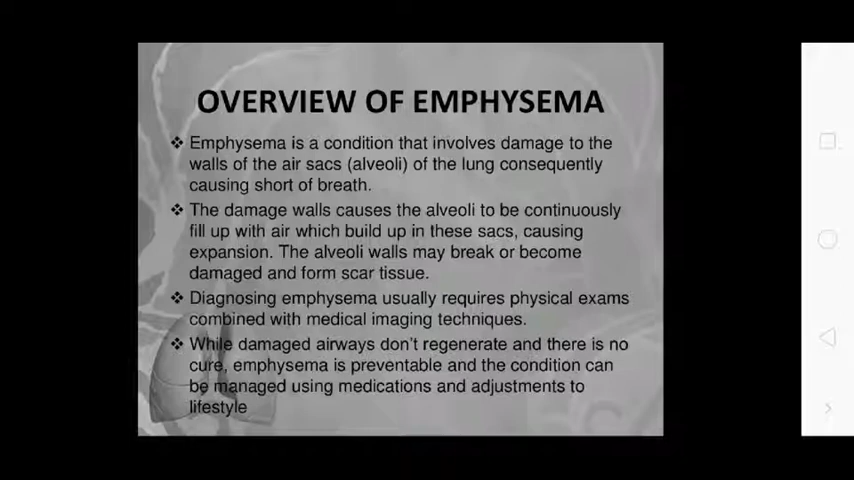 OVERVIEW OF EMPHYSEMA
❖ Emphysema is a condition that involves damage to the
walls of the air sacs (alveoli) of the lung consequently
causing short of breath.
❖ The damage walls causes the alveoli to be continuously
fill up with air which build up in these sacs, causing
expansion. The alveoli walls may break or become
damaged and form scar tissue.
❖ Diagnosing emphysema usually requires physical exams
combined with medical imaging techniques.
❖ While damaged airways don't regenerate and there is no
cure, emphysema is preventable and the condition can
be managed using medications and adjustments to
lifestyle